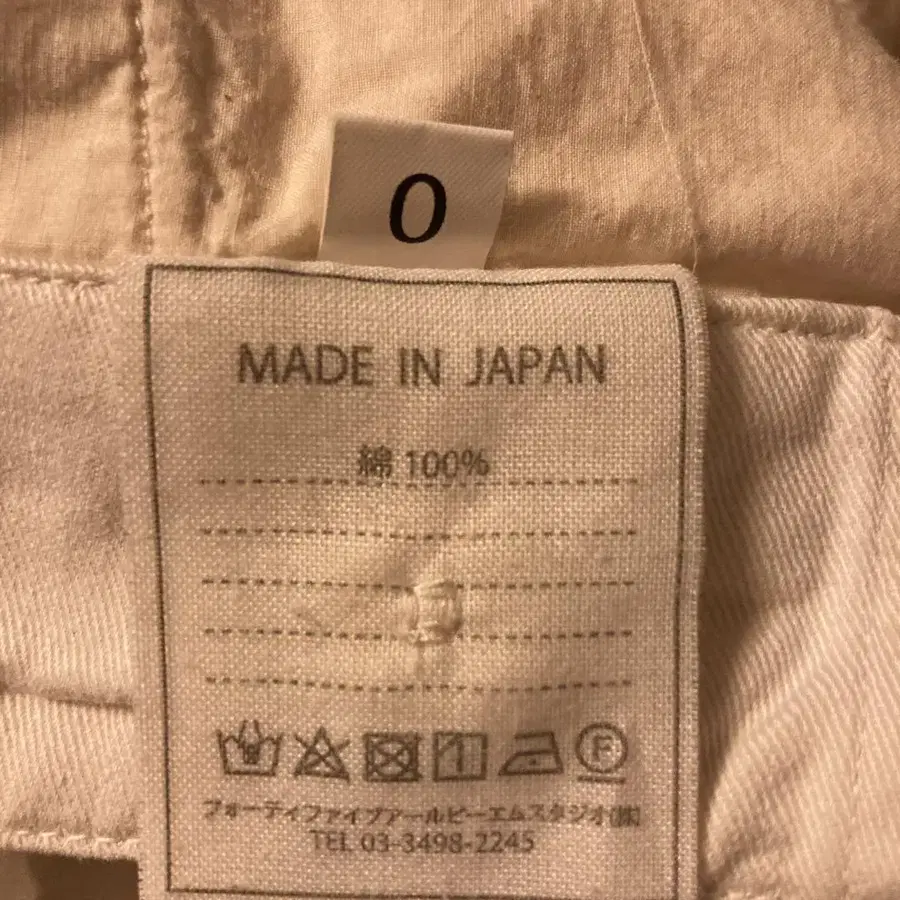 0
MADE IN JAPAN
綿 100%
F
フォーティファイブアールピーエムスタジオ(株)
TEL 03-3498-2245